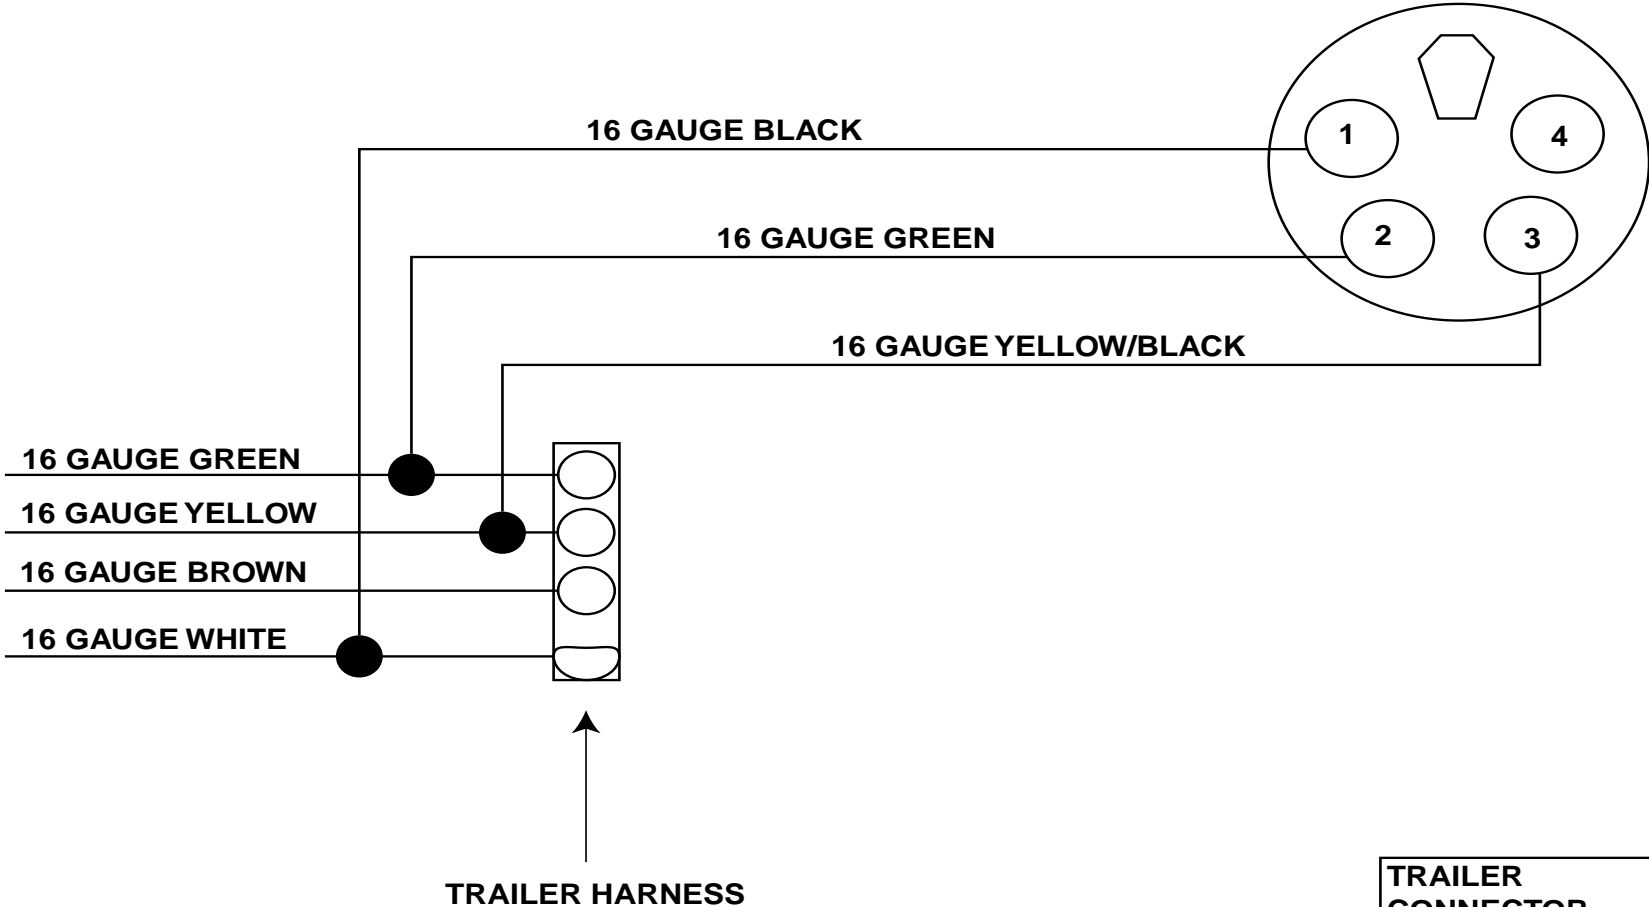 16 GAUGE BLACK
1
4
16 GAUGE GREEN
2
3
16 GAUGE YELLOW/BLACK
16 GAUGE GREEN
16 GAUGE YELLOW
16 GAUGE BROWN
16 GAUGE WHITE
TRAILER HARNESS
TRAILER
CONNECTOR